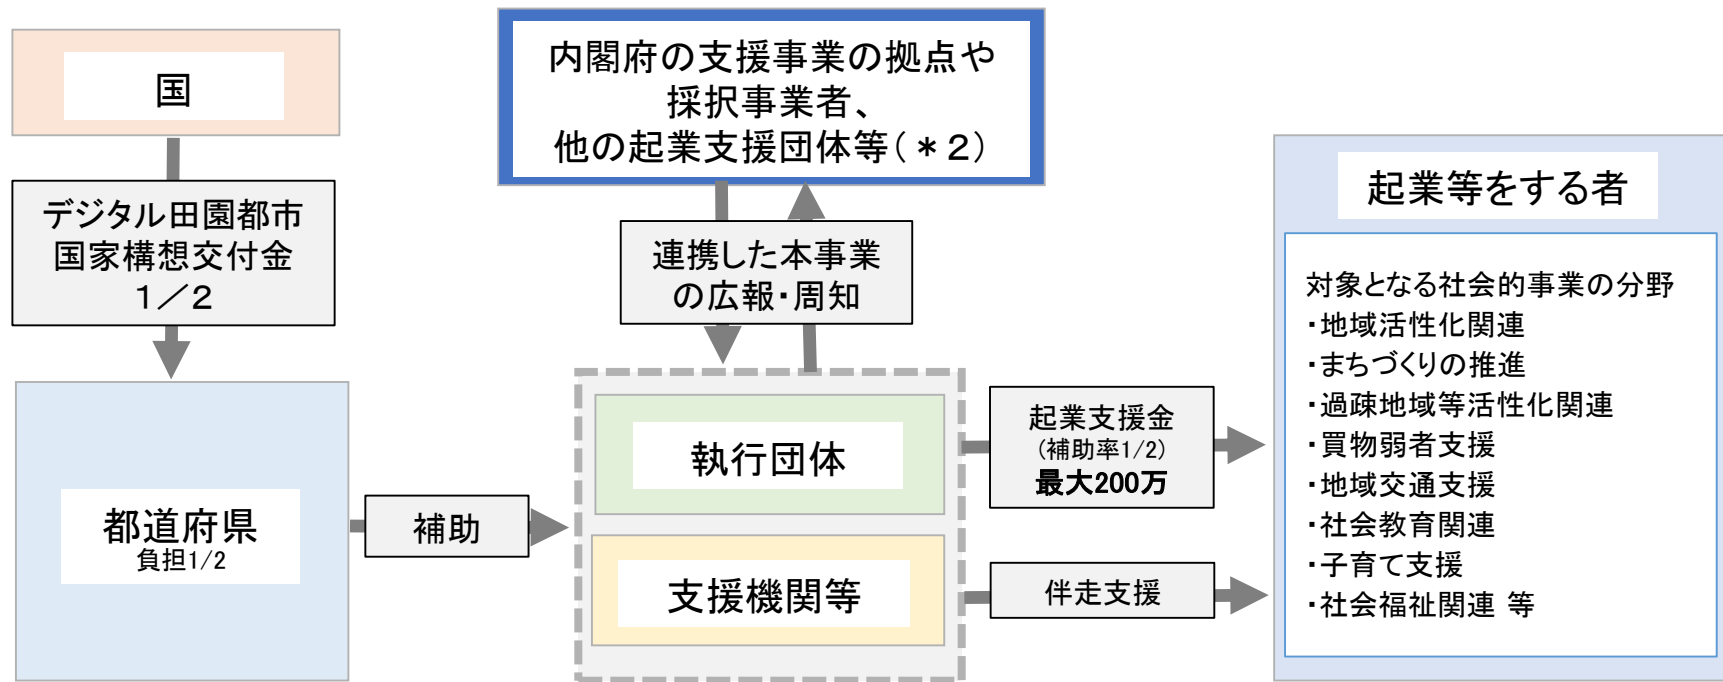 国
デジタル田園都市
国家構想交付金
１／２
都道府県
負担1/2
補助
内閣府の支援事業の拠点や
採択事業者、
他の起業支援団体等（＊２）
連携した本事業
の広報・周知
執行団体
支援機関等
起業支援金
（補助率1/2）
最大200万
伴走支援
起業等をする者
対象となる社会的事業の分野
・地域活性化関連
・まちづくりの推進
・過疎地域等活性化関連
・買物弱者支援
・地域交通支援
・社会教育関連
・子育て支援
・社会福祉関連 等